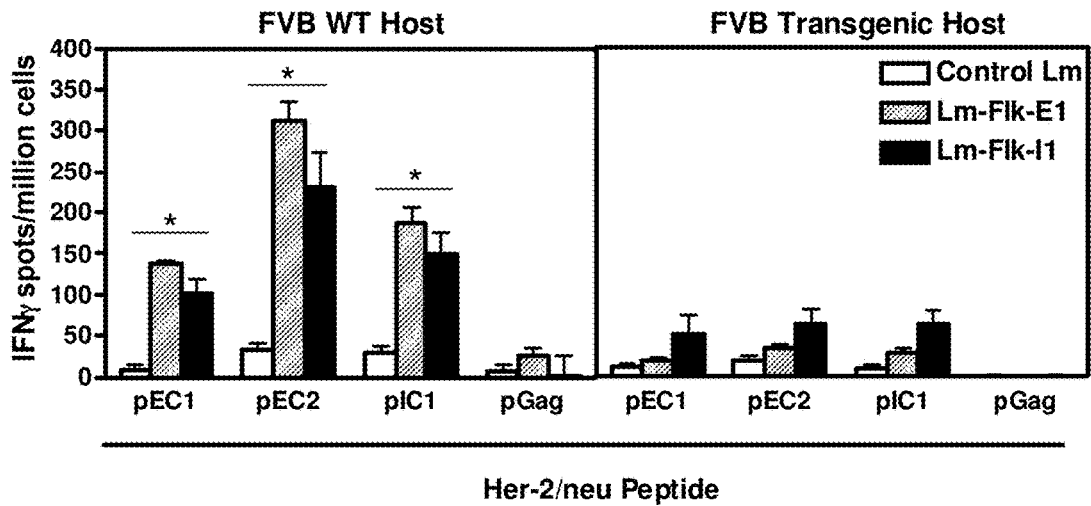 FVB WT Host
FVB Transgenic Host
IFNγ spots/million cells
400
350
300
250
200
150
100
50
0
*
*
*
Control Lm
Lm-Flk-E1
Lm-Flk-I1
pEC1 pEC2 pIC1 pGag pEC1 pEC2 pIC1 pGag
Her-2/neu Peptide